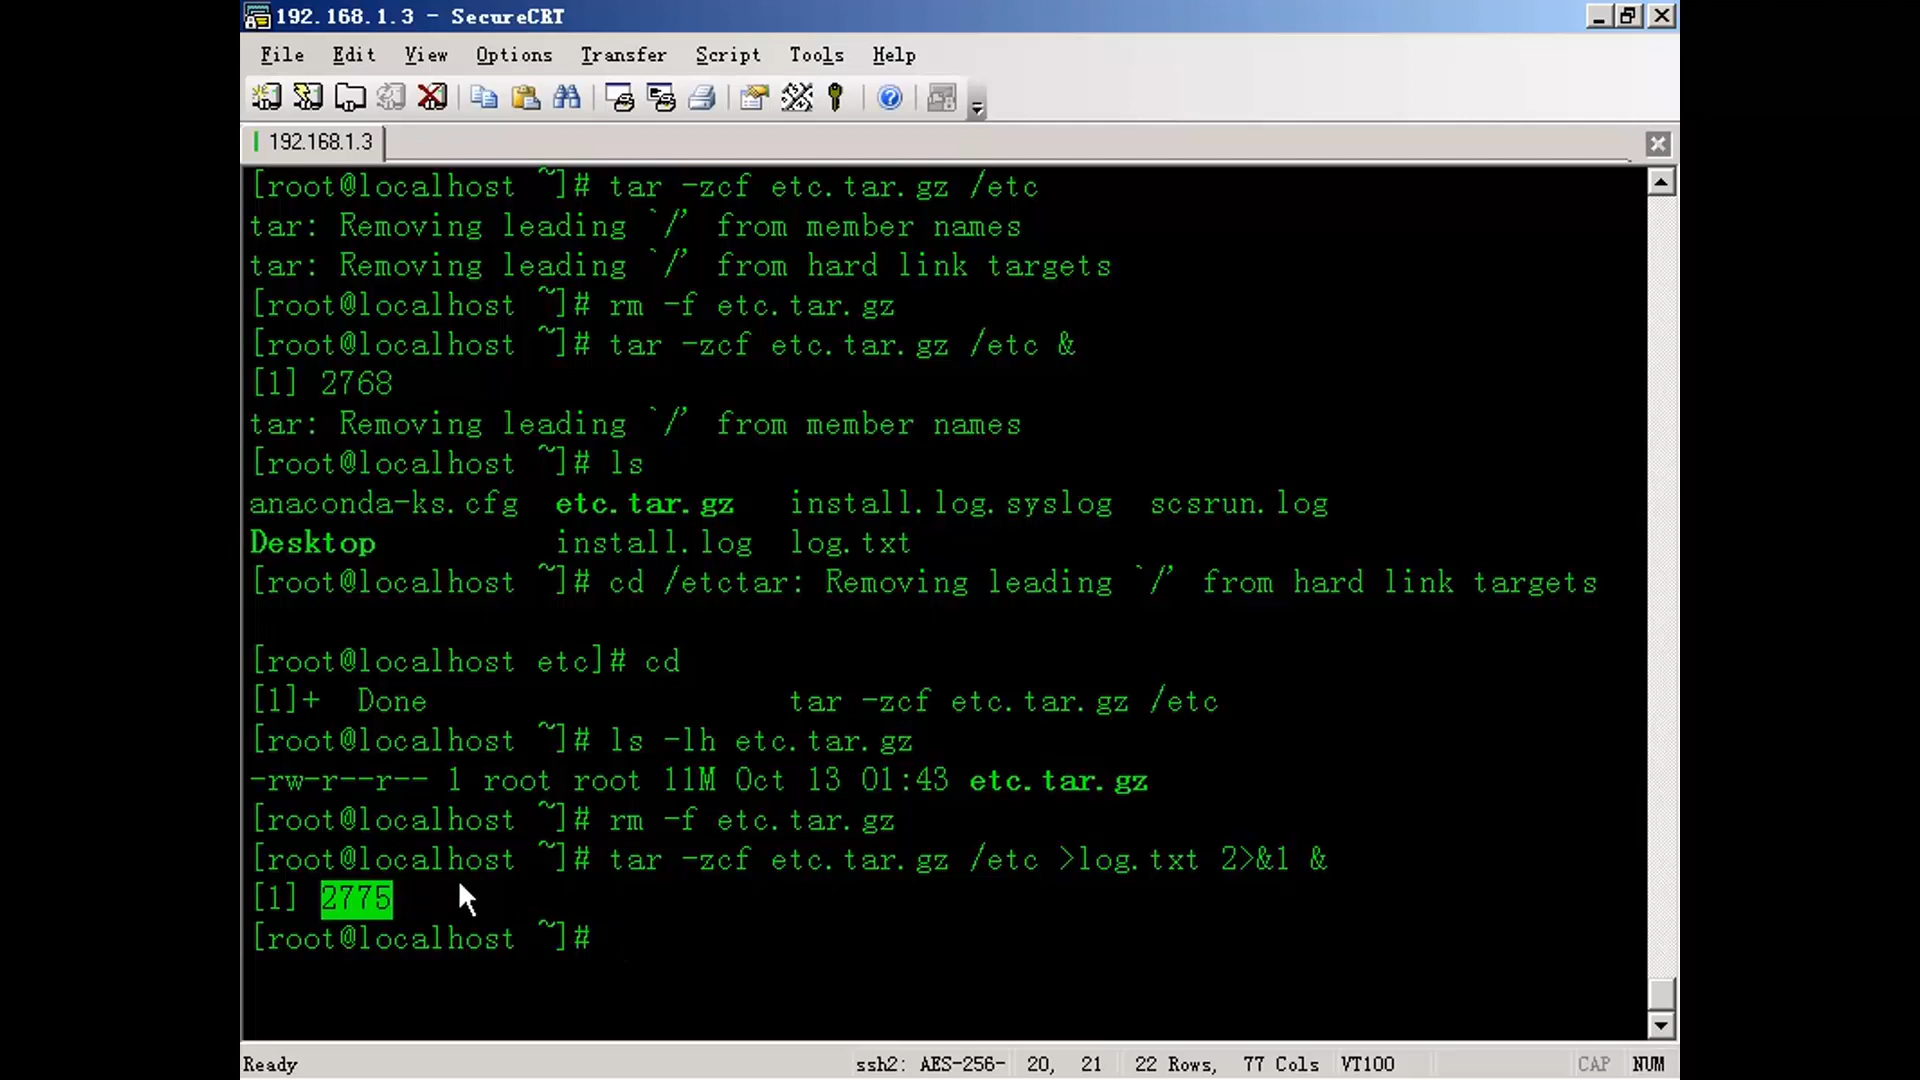 192.168.1.3 - SecureCRT
File Edit View Options Transfer Script Tools Help
192.168.1.3
[root@localhost ~]# tar -zcf etc.tar.gz /etc
tar: Removing leading `/' from member names
tar: Removing leading `/' from hard link targets
[root@localhost ~]# rm -f etc.tar.gz
[root@localhost ~]# tar -zcf etc.tar.gz /etc &
[1] 2768
tar: Removing leading `/' from member names
[root@localhost ~]# ls
anaconda-ks.cfg  etc.tar.gz   install.log.syslog  scsrun.log
Desktop          install.log  log.txt
[root@localhost ~]# cd /etctar: Removing leading `/' from hard link targets
[root@localhost etc]# cd
[1]+  Done                    tar -zcf etc.tar.gz /etc
[root@localhost ~]# ls -lh etc.tar.gz
-rw-r--r-- 1 root root 11M Oct 13 01:43 etc.tar.gz
[root@localhost ~]# rm -f etc.tar.gz
[root@localhost ~]# tar -zcf etc.tar.gz /etc >log.txt 2>&1 &
[1] 2775
[root@localhost ~]#
Ready ssh2: AES-256- 20, 21 22 Rows, 77 Cols VT100 CAP NUM